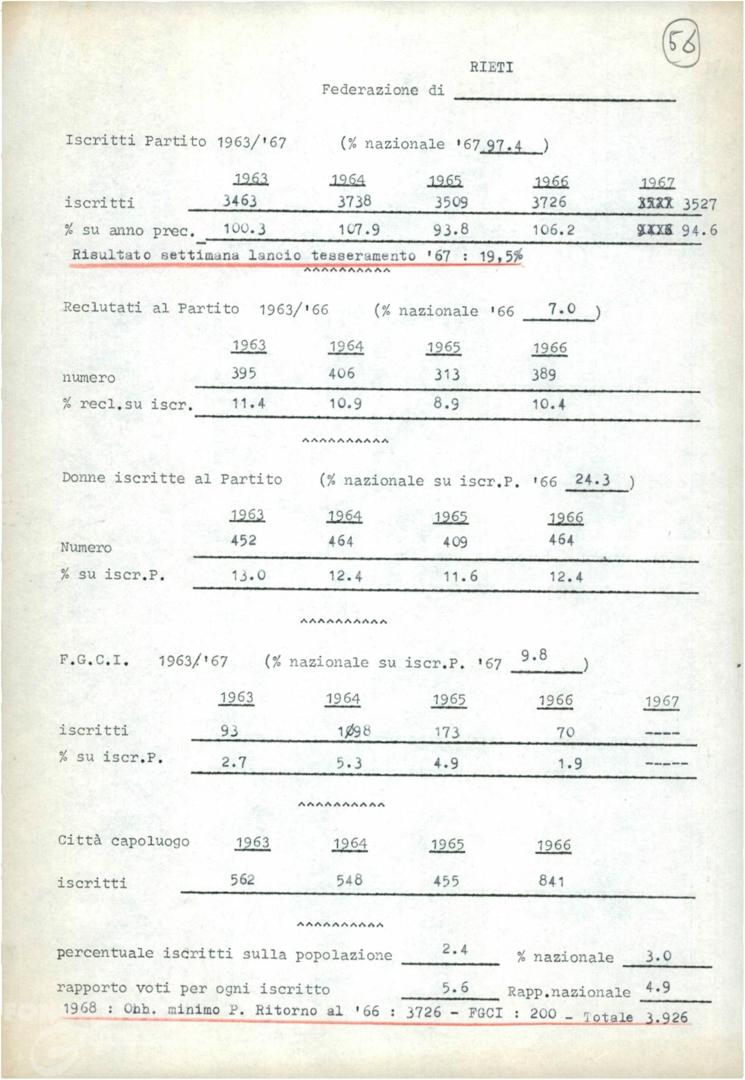 56
RIETI
Federazione di
Iscritti Partito 1963/'67 (% nazionale '67 97.4 )
1963 1964 1965 1966 1967
iscritti 3463 3738 3509 3726 3527
% su anno prec. 100.3 107.9 93.8 106.2 94.6
Risultato settimana lancio tesseramento '67 : 19,5%
^^^^^^^^^^
Reclutati al Partito 1963/'66 (% nazionale '66 7.0 )
1963 1964 1965 1966
numero 395 406 313 389
% recl.su iscr. 11.4 10.9 8.9 10.4
^^^^^^^^^^
Donne iscritte al Partito (% nazionale su iscr.P. '66 24.3 )
1963 1964 1965 1966
Numero 452 464 409 464
% su iscr.P. 13.0 12.4 11.6 12.4
^^^^^^^^^^
F.G.C.I. 1963/'67 (% nazionale su iscr.P. '67 9.8 )
1963 1964 1965 1966 1967
iscritti 93 1098 173 70 ----
% su iscr.P. 2.7 5.3 4.9 1.9 -----
^^^^^^^^^^
Città capoluogo 1963 1964 1965 1966
iscritti 562 548 455 841
^^^^^^^^^^
percentuale iscritti sulla popolazione 2.4 % nazionale 3.0
rapporto voti per ogni iscritto 5.6 Rapp.nazionale 4.9
1968 : Obb. minimo P. Ritorno al '66 : 3726 - FGCI : 200 - Totale 3.926